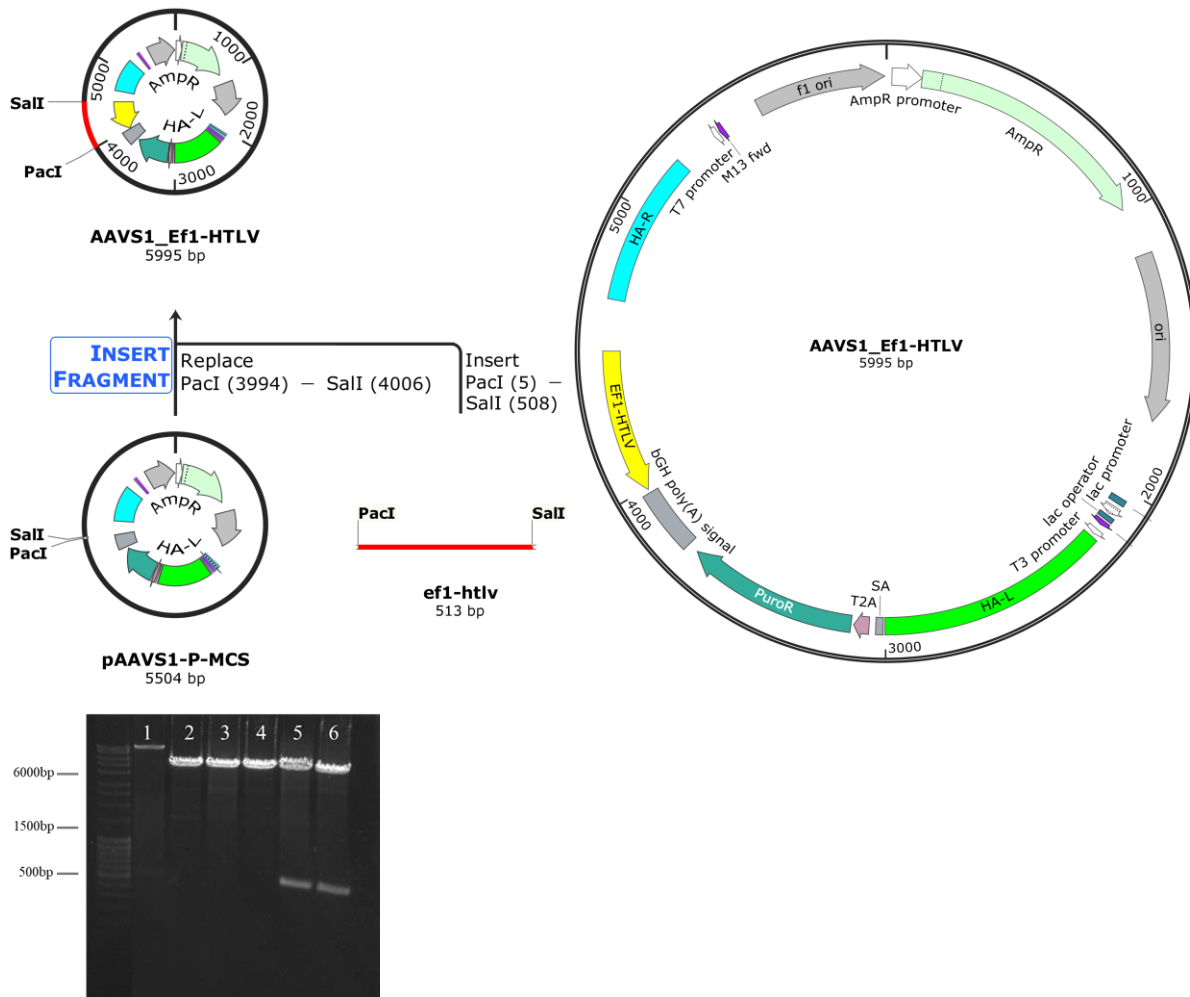 1000
2000
3000
4000
5000
AmpR
HA-L
SalI
PacI
AAVS1_Ef1-HTLV
5995 bp
INSERT
FRAGMENT
Replace
PacI (3994) – SalI (4006)
Insert
PacI (5) –
SalI (508)
AmpR
HA-L
SalI
PacI
pAAVS1-P-MCS
5504 bp
PacI
SalI
ef1-htlv
513 bp
f1 ori
AmpR promoter
AmpR
1000
ori
lac promoter
2000
lac operator
T3 promoter
HA-L
3000
SA
T2A
PuroR
bGH poly(A) signal
4000
EF1-HTLV
HA-R
5000
T7 promoter
M13 fwd
AAVS1_Ef1-HTLV
5995 bp
1 2 3 4 5 6
6000bp
1500bp
500bp